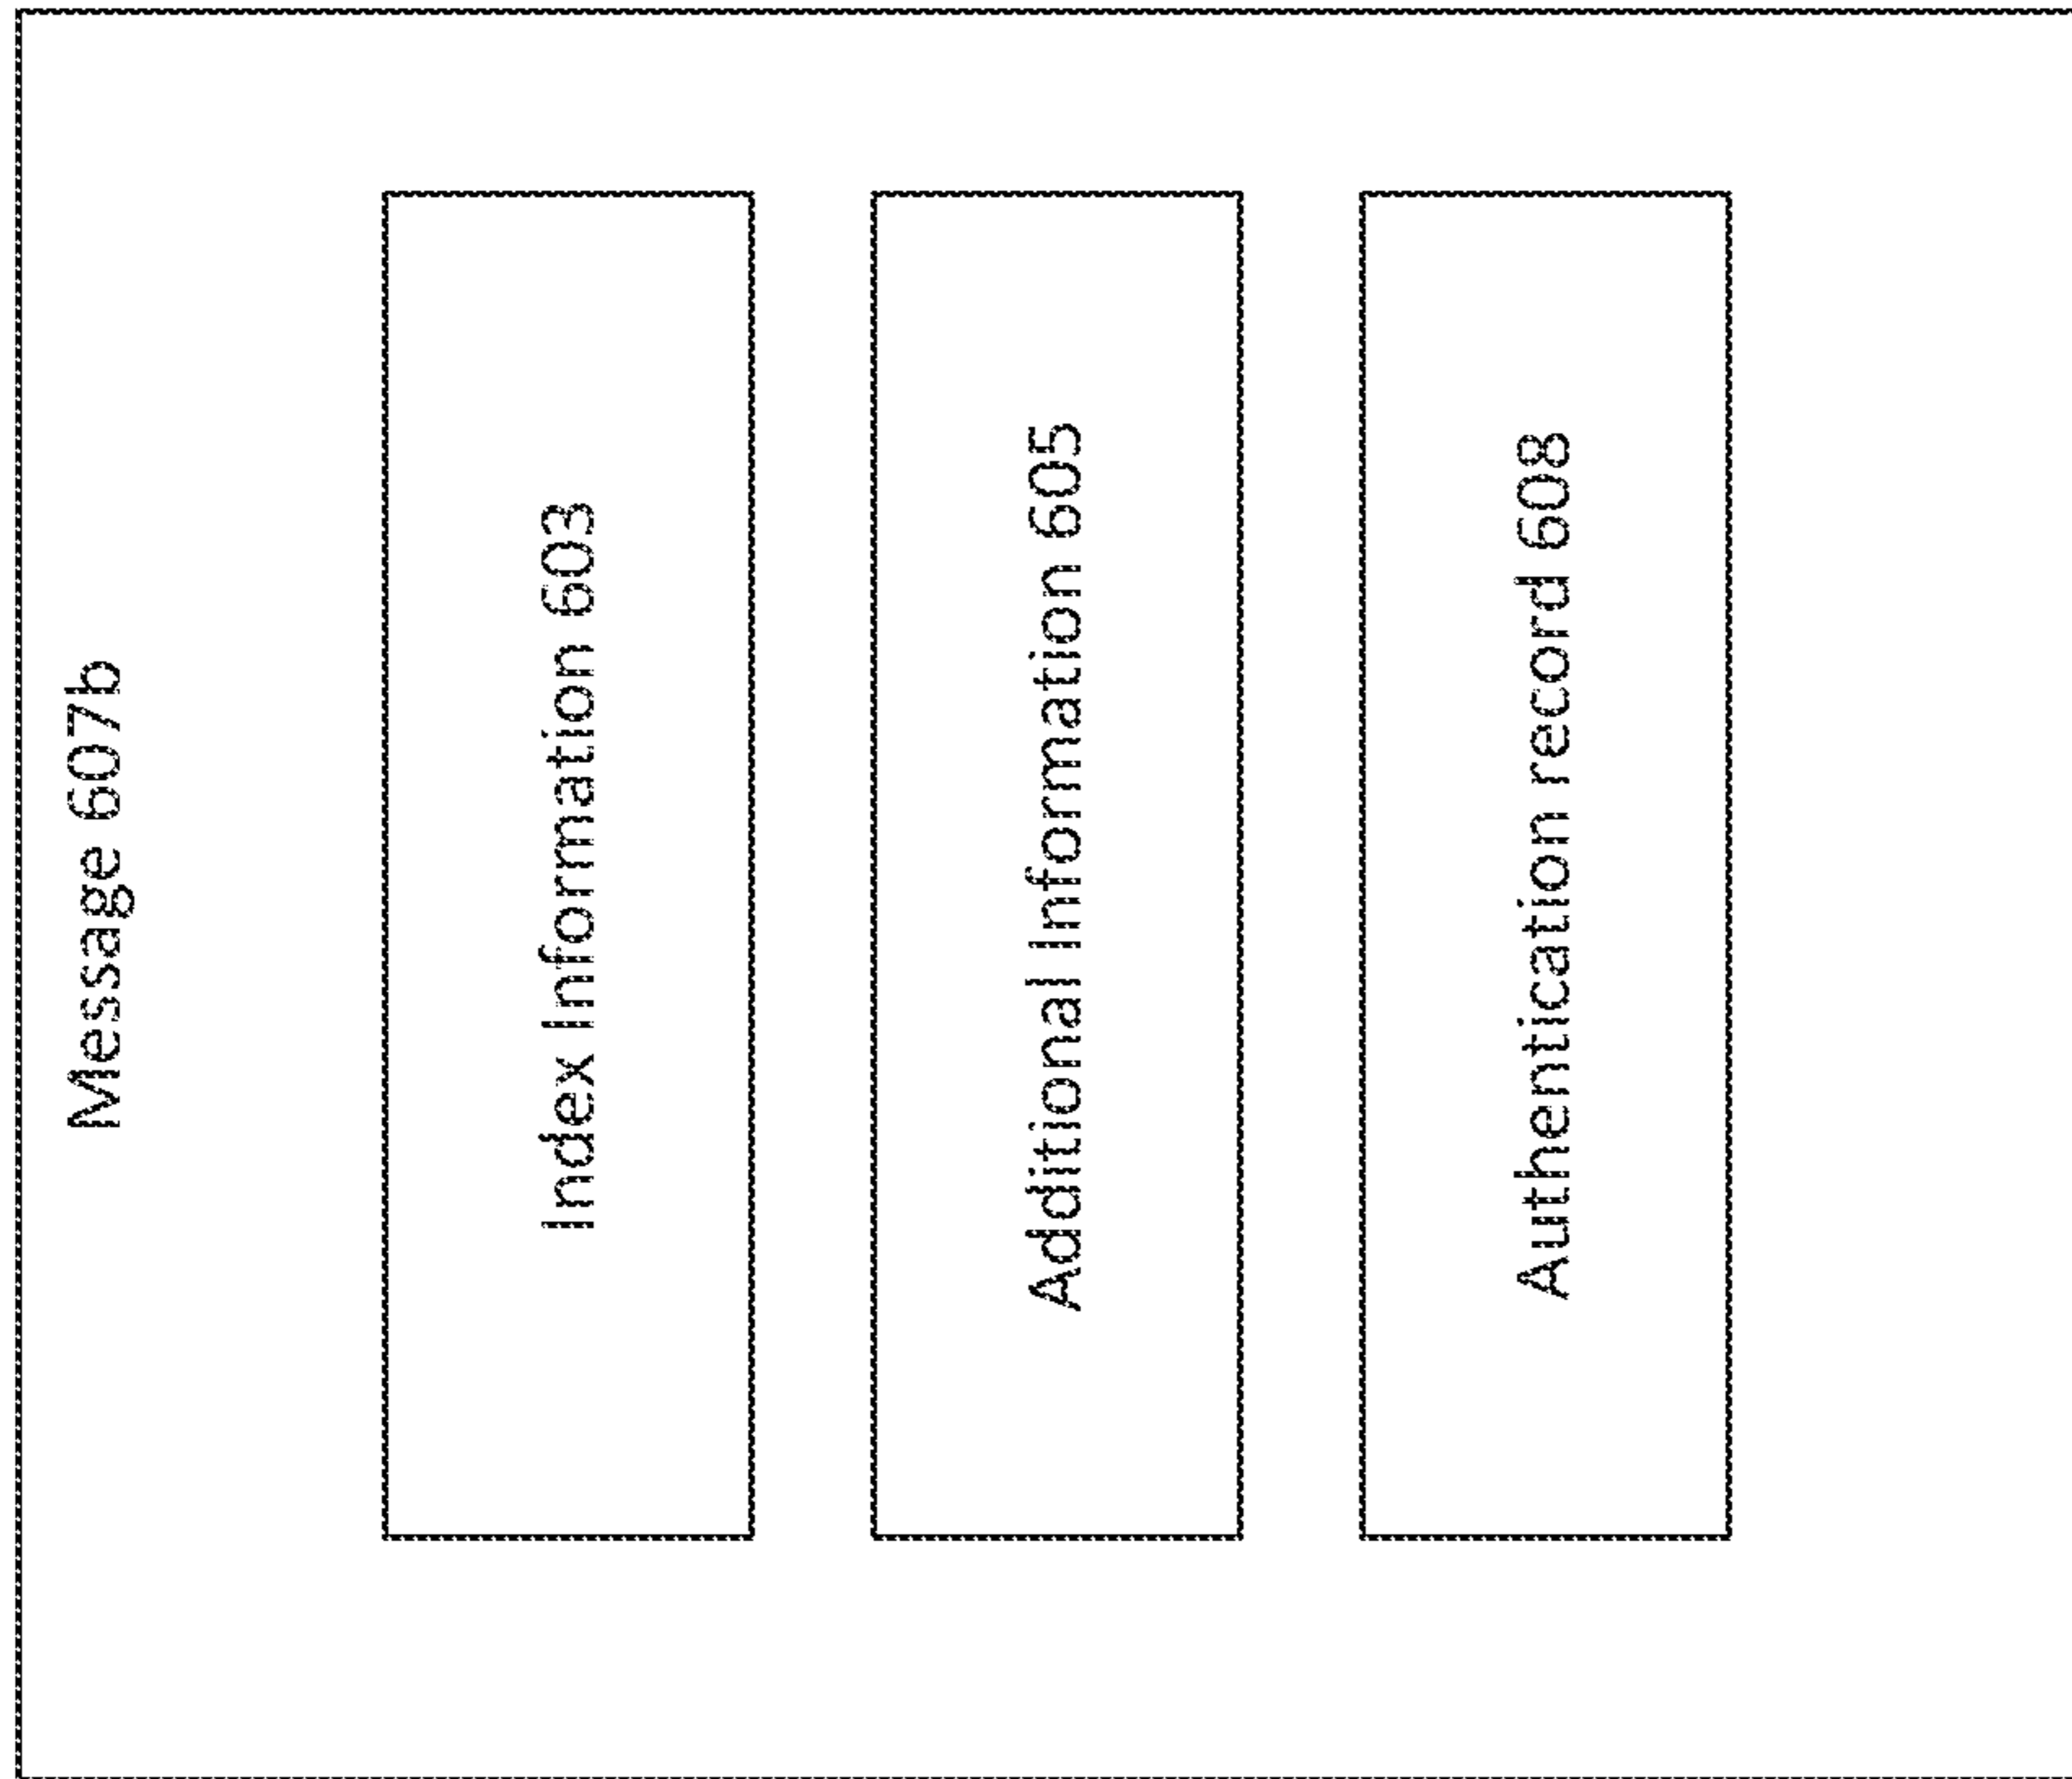 Message 607b
Index Information 603
Additional Information 605
Authentication record 608